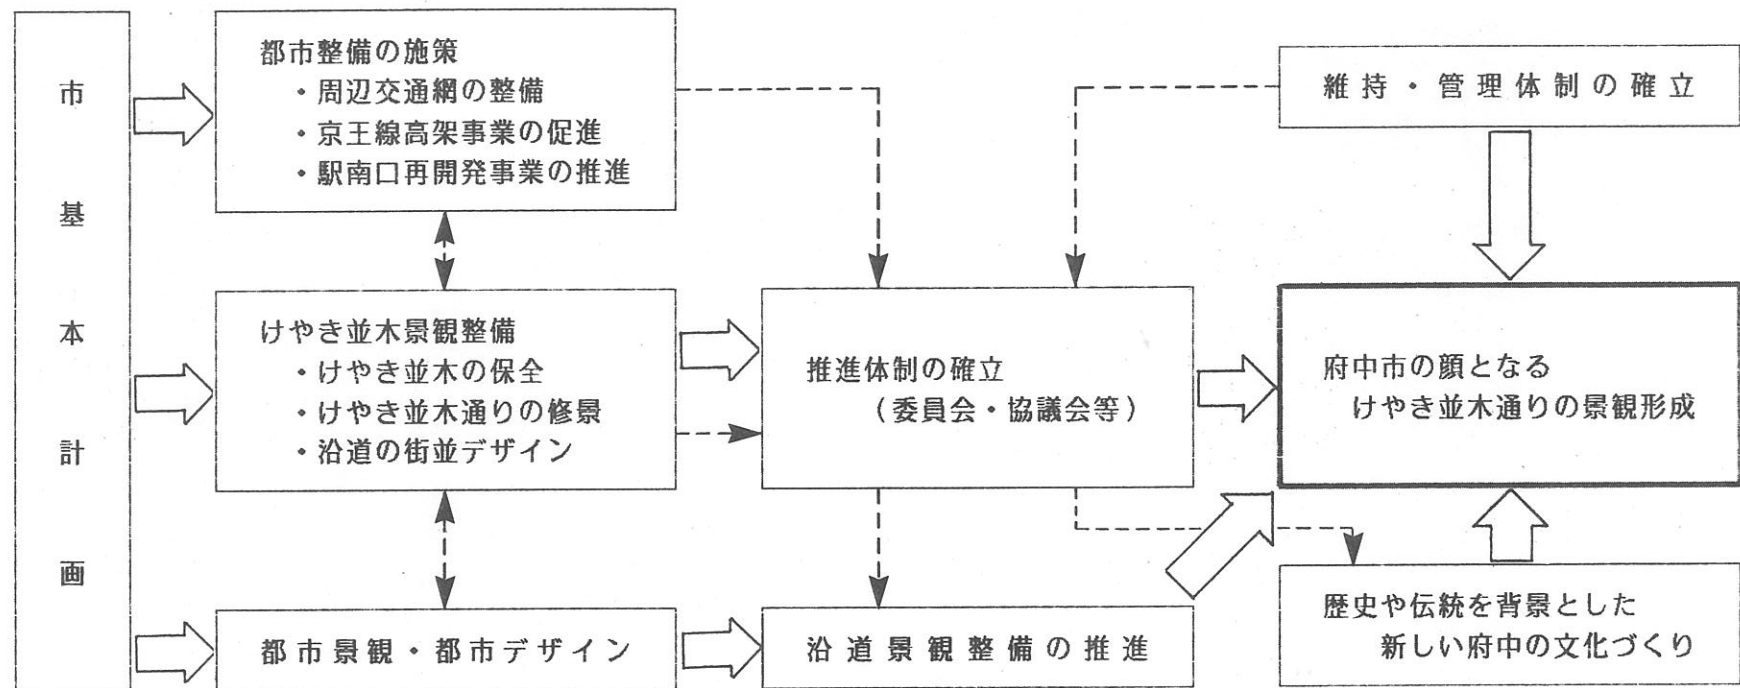 市基本計画
都市整備の施策
・周辺交通網の整備
・京王線高架事業の促進
・駅南口再開発事業の推進
けやき並木景観整備
・けやき並木の保全
・けやき並木通りの修景
・沿道の街並デザイン
都市景観・都市デザイン
推進体制の確立
（委員会・協議会等）
沿道景観整備の推進
維持・管理体制の確立
府中市の顔となる
けやき並木通りの景観形成
歴史や伝統を背景とした
新しい府中の文化づくり